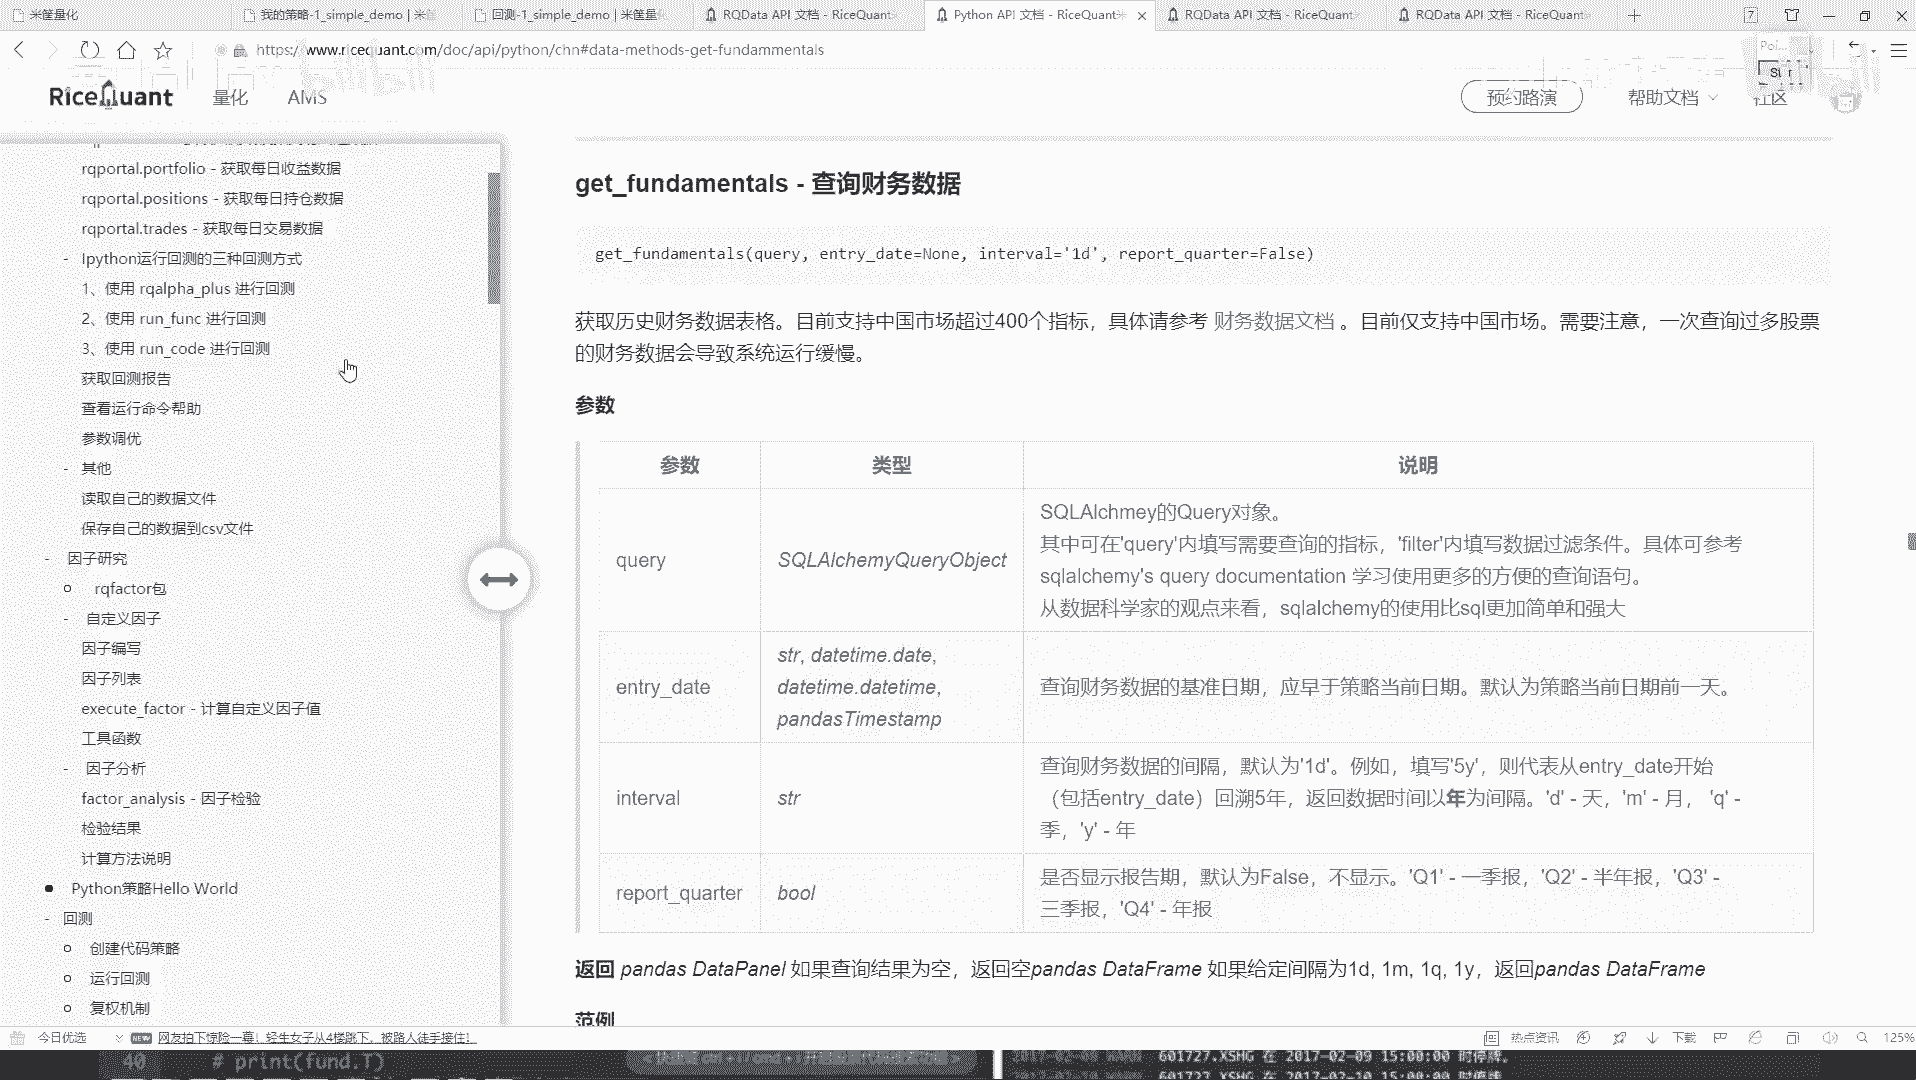 米筐量化
我的策略-1_simple_demo | 米筐
回测-1_simple_demo | 米筐量化
RQData API 文档 - RiceQuant
Python API 文档 - RiceQuant米
RQData API 文档 - RiceQuant
RQData API 文档 - RiceQuant
7
https://www.ricequant.com/doc/api/python/chn#data-methods-get-fundammentals
RiceQuant
量化
AMS
预约路演
帮助文档
社区
rqportal.portfolio - 获取每日收益数据
rqportal.positions - 获取每日持仓数据
rqportal.trades - 获取每日交易数据
- Ipython运行回测的三种回测方式
1、使用 rqalpha_plus 进行回测
2、使用 run_func 进行回测
3、使用 run_code 进行回测
获取回测报告
查看运行命令帮助
参数调优
- 其他
读取自己的数据文件
保存自己的数据到csv文件
- 因子研究
rqfactor包
- 自定义因子
因子编写
因子列表
execute_factor - 计算自定义因子值
工具函数
- 因子分析
factor_analysis - 因子检验
检验结果
计算方法说明
Python策略Hello World
- 回测
创建代码策略
运行回测
复权机制
get_fundamentals - 查询财务数据
get_fundamentals(query, entry_date=None, interval='1d', report_quarter=False)
获取历史财务数据表格。目前支持中国市场超过400个指标，具体请参考 财务数据文档 。目前仅支持中国市场。需要注意，一次查询过多股票
的财务数据会导致系统运行缓慢。
参数
参数 类型 说明
query SQLAlchemyQueryObject
SQLAlchmey的Query对象。
其中可在'query'内填写需要查询的指标，'filter'内填写数据过滤条件。具体可参考
sqlalchemy's query documentation 学习使用更多的方便的查询语句。
从数据科学家的观点来看，sqlalchemy的使用比sql更加简单和强大
entry_date
str, datetime.date,
datetime.datetime,
pandasTimestamp
查询财务数据的基准日期，应早于策略当前日期。默认为策略当前日期前一天。
interval str
查询财务数据的间隔，默认为'1d'。例如，填写'5y'，则代表从entry_date开始
（包括entry_date）回溯5年，返回数据时间以年为间隔。'd' - 天，'m' - 月， 'q' -
季，'y' - 年
report_quarter bool
是否显示报告期，默认为False，不显示。'Q1' - 一季报，'Q2' - 半年报，'Q3' -
三季报，'Q4' - 年报
返回 pandas DataPanel 如果查询结果为空，返回空pandas DataFrame 如果给定间隔为1d, 1m, 1q, 1y，返回pandas DataFrame
范例
今日优选
NEW
网友拍下惊险一幕！轻生女子从4楼跳下，被路人徒手接住！
热点资讯
下载
125%
40 # print(fund.T)
601727.XSHG 在 2017-02-09 15:00:00 时停牌。
601727.XSHG 在 2017-02-10 15:00:00 时停牌。